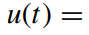 u(t) =